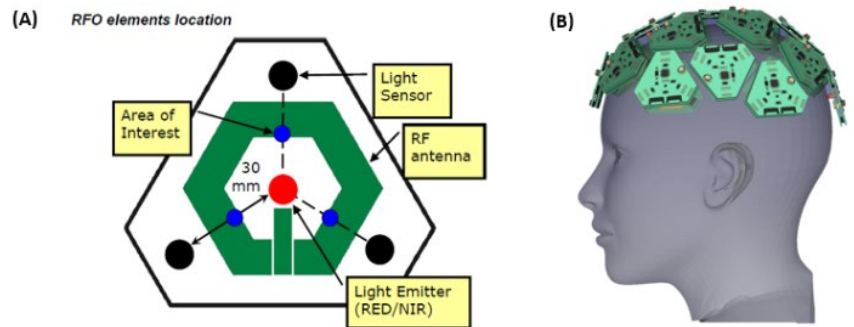 (A)
RFO elements location
Light
Sensor
Area of
Interest
RF
antenna
30
mm
Light Emitter
(RED/NIR)
(B)